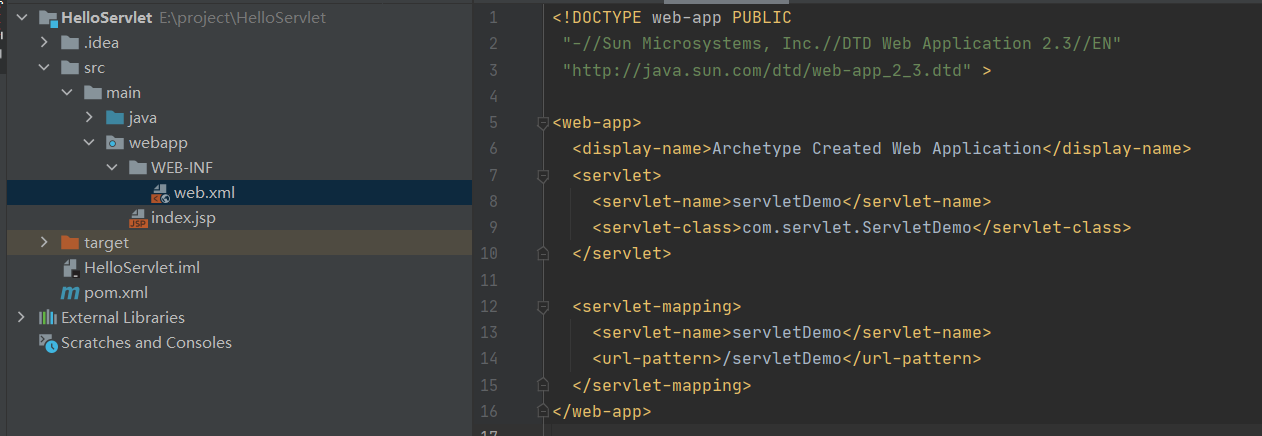 HelloServlet E:\project\HelloServlet
.idea
src
main
java
webapp
WEB-INF
web.xml
JSP index.jsp
target
HelloServlet.iml
m pom.xml
External Libraries
Scratches and Consoles
1 <!DOCTYPE web-app PUBLIC
2 "-//Sun Microsystems, Inc.//DTD Web Application 2.3//EN"
3 "http://java.sun.com/dtd/web-app_2_3.dtd" >
4
5 <web-app>
6 <display-name>Archetype Created Web Application</display-name>
7 <servlet>
8 <servlet-name>servletDemo</servlet-name>
9 <servlet-class>com.servlet.ServletDemo</servlet-class>
10 </servlet>
11
12 <servlet-mapping>
13 <servlet-name>servletDemo</servlet-name>
14 <url-pattern>/servletDemo</url-pattern>
15 </servlet-mapping>
16 </web-app>
17